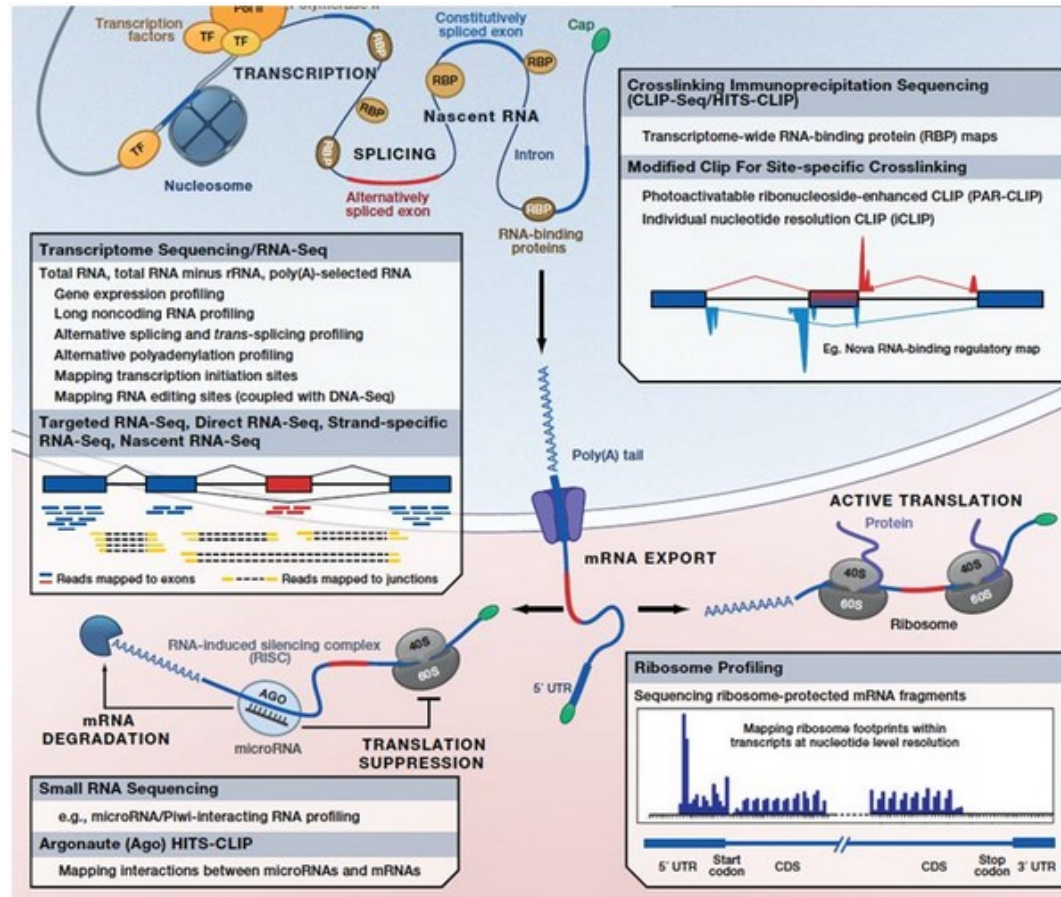 Pol II
Polymerase II
Transcription
factors
TF
TF
TF
TRANSCRIPTION
Nucleosome
RBP
RBP
RBP
SPLICING
Alternatively
spliced exon
Constitutively
spliced exon
RBP
RBP
Nascent RNA
Intron
Cap
RBP
RNA-binding
proteins
Crosslinking Immunoprecipitation Sequencing
(CLIP-Seq/HITS-CLIP)
Transcriptome-wide RNA-binding protein (RBP) maps
Modified Clip For Site-specific Crosslinking
Photoactivatable ribonucleoside-enhanced CLIP (PAR-CLIP)
Individual nucleotide resolution CLIP (iCLIP)
Eg. Nova RNA-binding regulatory map
Transcriptome Sequencing/RNA-Seq
Total RNA, total RNA minus rRNA, poly(A)-selected RNA
Gene expression profiling
Long noncoding RNA profiling
Alternative splicing and trans-splicing profiling
Alternative polyadenylation profiling
Mapping transcription initiation sites
Mapping RNA editing sites (coupled with DNA-Seq)
Targeted RNA-Seq, Direct RNA-Seq, Strand-specific
RNA-Seq, Nascent RNA-Seq
Reads mapped to exons
Reads mapped to junctions
Poly(A) tail
mRNA EXPORT
5' UTR
ACTIVE TRANSLATION
Protein
40S
60S
40S
60S
Ribosome
RNA-induced silencing complex
(RISC)
40S
60S
AGO
microRNA
mRNA
DEGRADATION
TRANSLATION
SUPPRESSION
Small RNA Sequencing
e.g., microRNA/Piwi-interacting RNA profiling
Argonaute (Ago) HITS-CLIP
Mapping interactions between microRNAs and mRNAs
Ribosome Profiling
Sequencing ribosome-protected mRNA fragments
Mapping ribosome footprints within
transcripts at nucleotide level resolution
5' UTR
Start
codon
CDS
CDS
Stop
codon
3' UTR